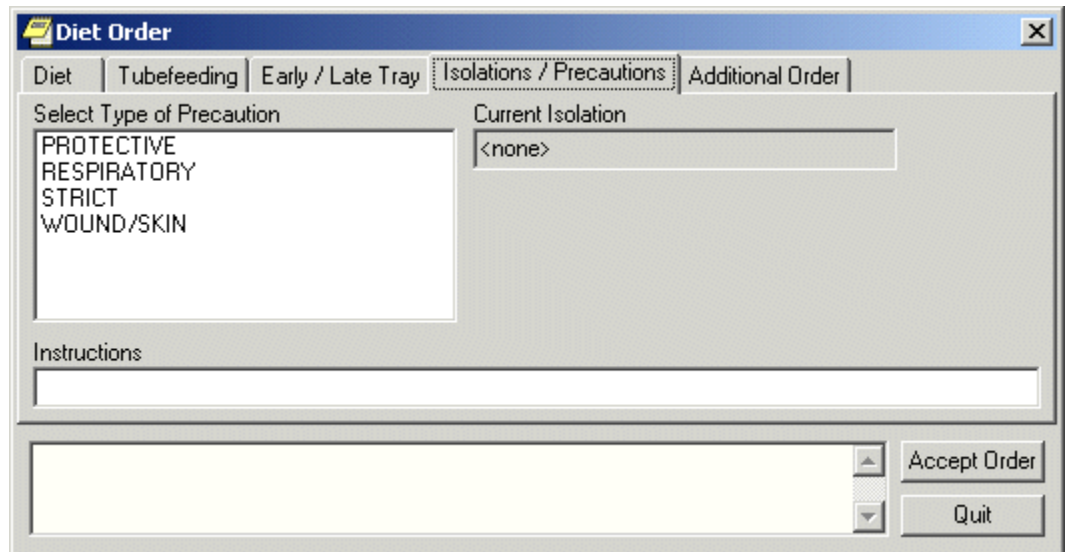 Diet Order
Diet Tubefeeding Early / Late Tray Isolations / Precautions Additional Order
Select Type of Precaution Current Isolation
PROTECTIVE <none>
RESPIRATORY
STRICT
WOUND/SKIN
Instructions
Accept Order
Quit